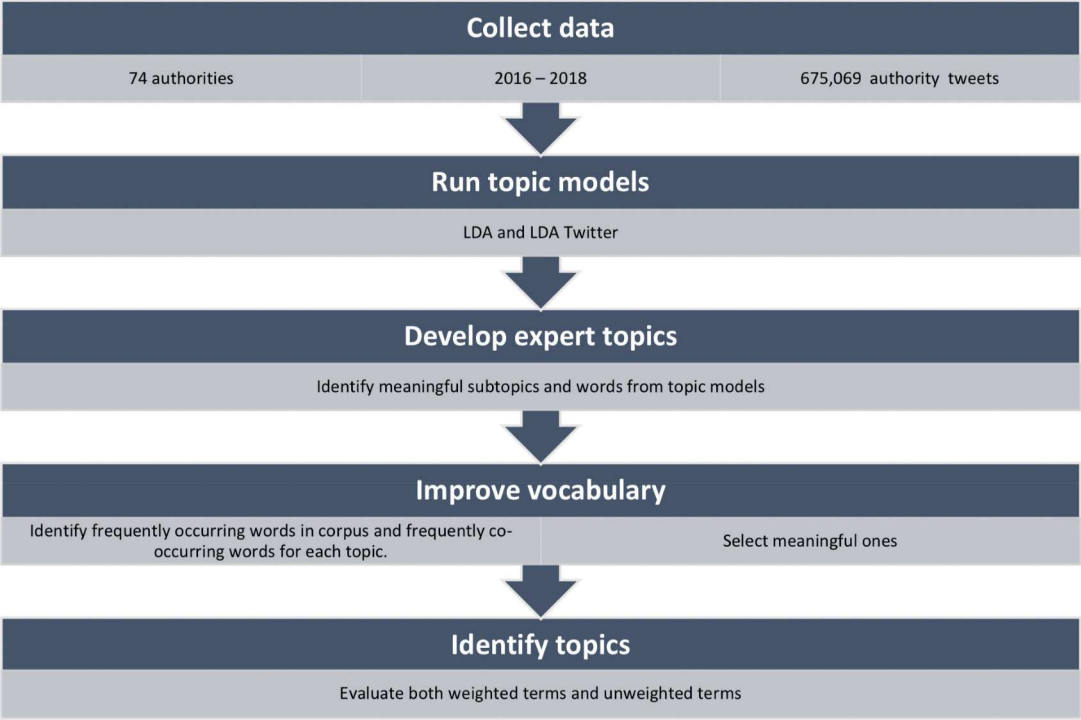 Collect data
74 authorities
2016 – 2018
675,069 authority tweets
Run topic models
LDA and LDA Twitter
Develop expert topics
Identify meaningful subtopics and words from topic models
Improve vocabulary
Identify frequently occurring words in corpus and frequently co-
occurring words for each topic.
Select meaningful ones
Identify topics
Evaluate both weighted terms and unweighted terms